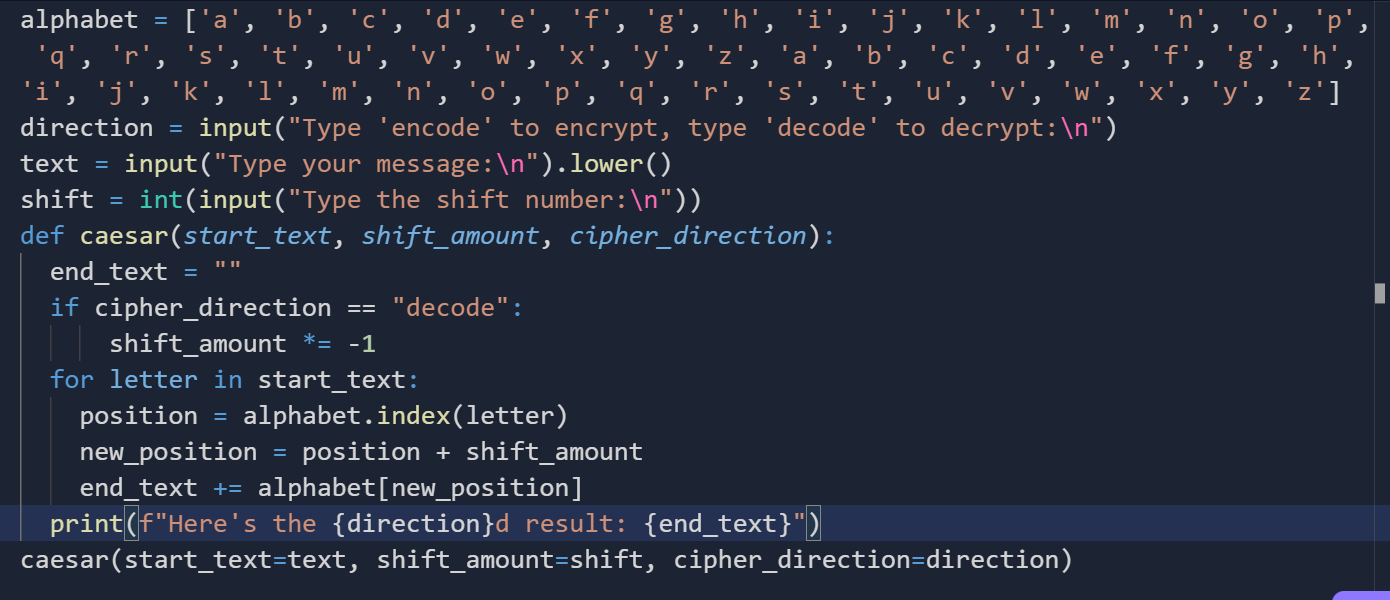 alphabet = ['a', 'b', 'c', 'd', 'e', 'f', 'g', 'h', 'i', 'j', 'k', 'l', 'm', 'n', 'o', 'p',
'q', 'r', 's', 't', 'u', 'v', 'w', 'x', 'y', 'z', 'a', 'b', 'c', 'd', 'e', 'f', 'g', 'h',
'i', 'j', 'k', 'l', 'm', 'n', 'o', 'p', 'q', 'r', 's', 't', 'u', 'v', 'w', 'x', 'y', 'z']
direction = input("Type 'encode' to encrypt, type 'decode' to decrypt:\n")
text = input("Type your message:\n").lower()
shift = int(input("Type the shift number:\n"))
def caesar(start_text, shift_amount, cipher_direction):
  end_text = ""
  if cipher_direction == "decode":
      shift_amount *= -1
  for letter in start_text:
    position = alphabet.index(letter)
    new_position = position + shift_amount
    end_text += alphabet[new_position]
  print(f"Here's the {direction}d result: {end_text}")
caesar(start_text=text, shift_amount=shift, cipher_direction=direction)